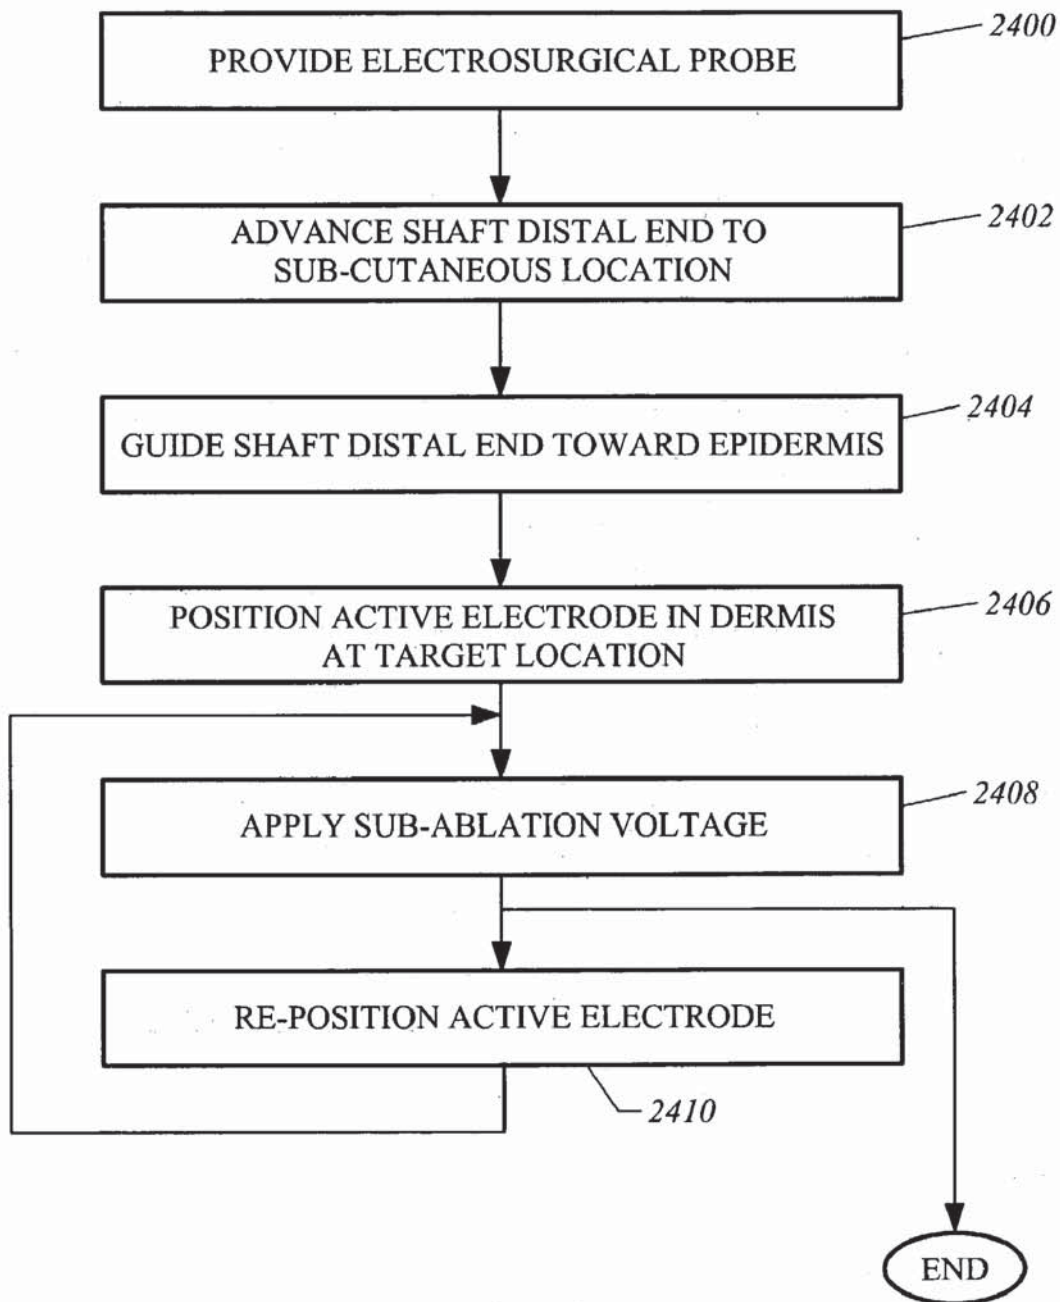 PROVIDE ELECTROSURGICAL PROBE
2400
ADVANCE SHAFT DISTAL END TO
SUB-CUTANEOUS LOCATION
2402
GUIDE SHAFT DISTAL END TOWARD EPIDERMIS
2404
POSITION ACTIVE ELECTRODE IN DERMIS
AT TARGET LOCATION
2406
APPLY SUB-ABLATION VOLTAGE
2408
RE-POSITION ACTIVE ELECTRODE
2410
END